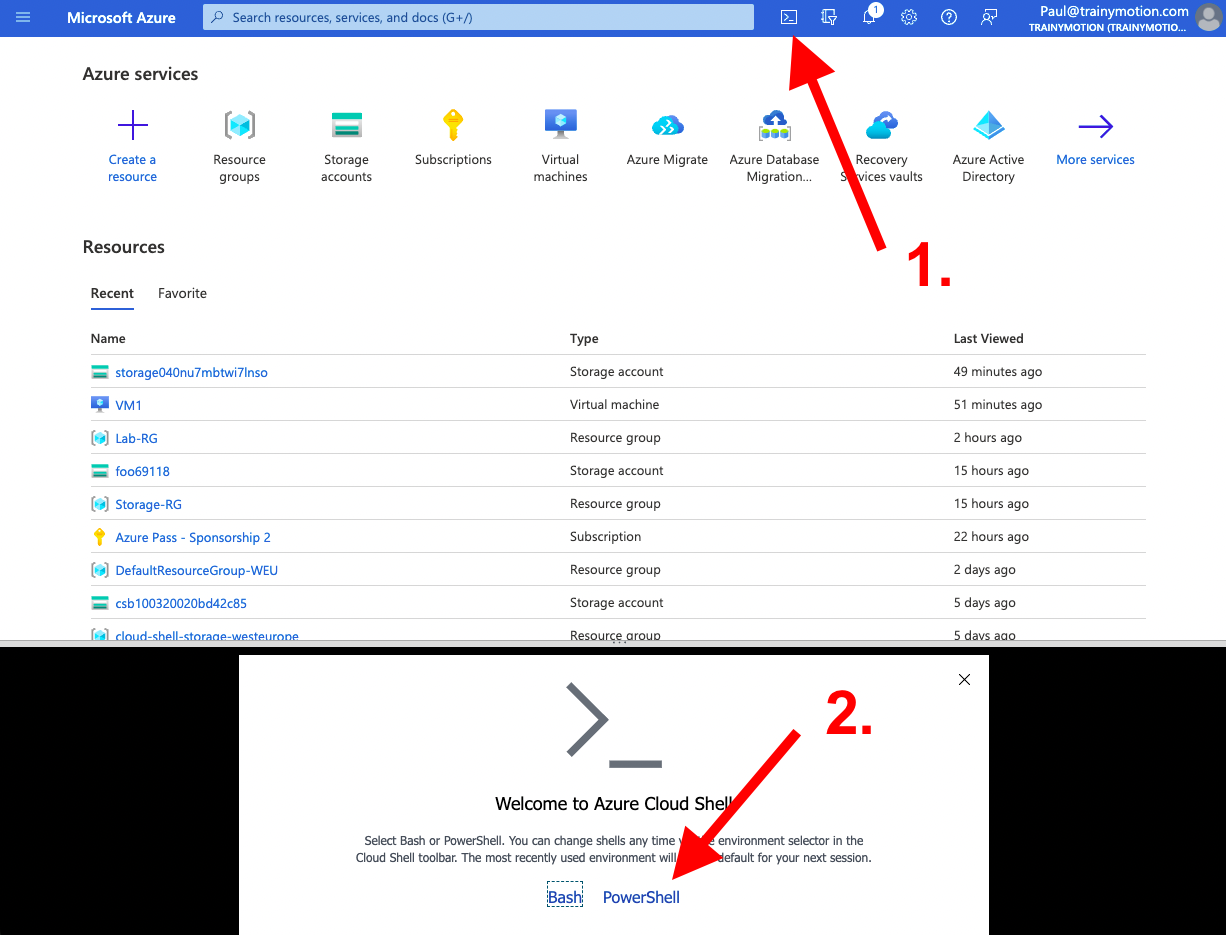 Microsoft Azure
Search resources, services, and docs (G+/)
1
Paul@trainymotion.com
TRAINYMOTION (TRAINYMOTIO...
Azure services
Create a
resource
Resource
groups
Storage
accounts
Subscriptions
Virtual
machines
Azure Migrate
Azure Database
Migration...
Recovery
Services vaults
Azure Active
Directory
More services
1.
Resources
Recent Favorite
Name Type Last Viewed
storage040nu7mbtwi7lnso Storage account 49 minutes ago
VM1 Virtual machine 51 minutes ago
Lab-RG Resource group 2 hours ago
foo69118 Storage account 15 hours ago
Storage-RG Resource group 15 hours ago
Azure Pass - Sponsorship 2 Subscription 22 hours ago
DefaultResourceGroup-WEU Resource group 2 days ago
csb100320020bd42c85 Storage account 5 days ago
cloud-shell-storage-westeurope Resource group 5 days ago
>_
2.
Welcome to Azure Cloud Shell
Select Bash or PowerShell. You can change shells any time environment selector in the
Cloud Shell toolbar. The most recently used environment will default for your next session.
Bash PowerShell